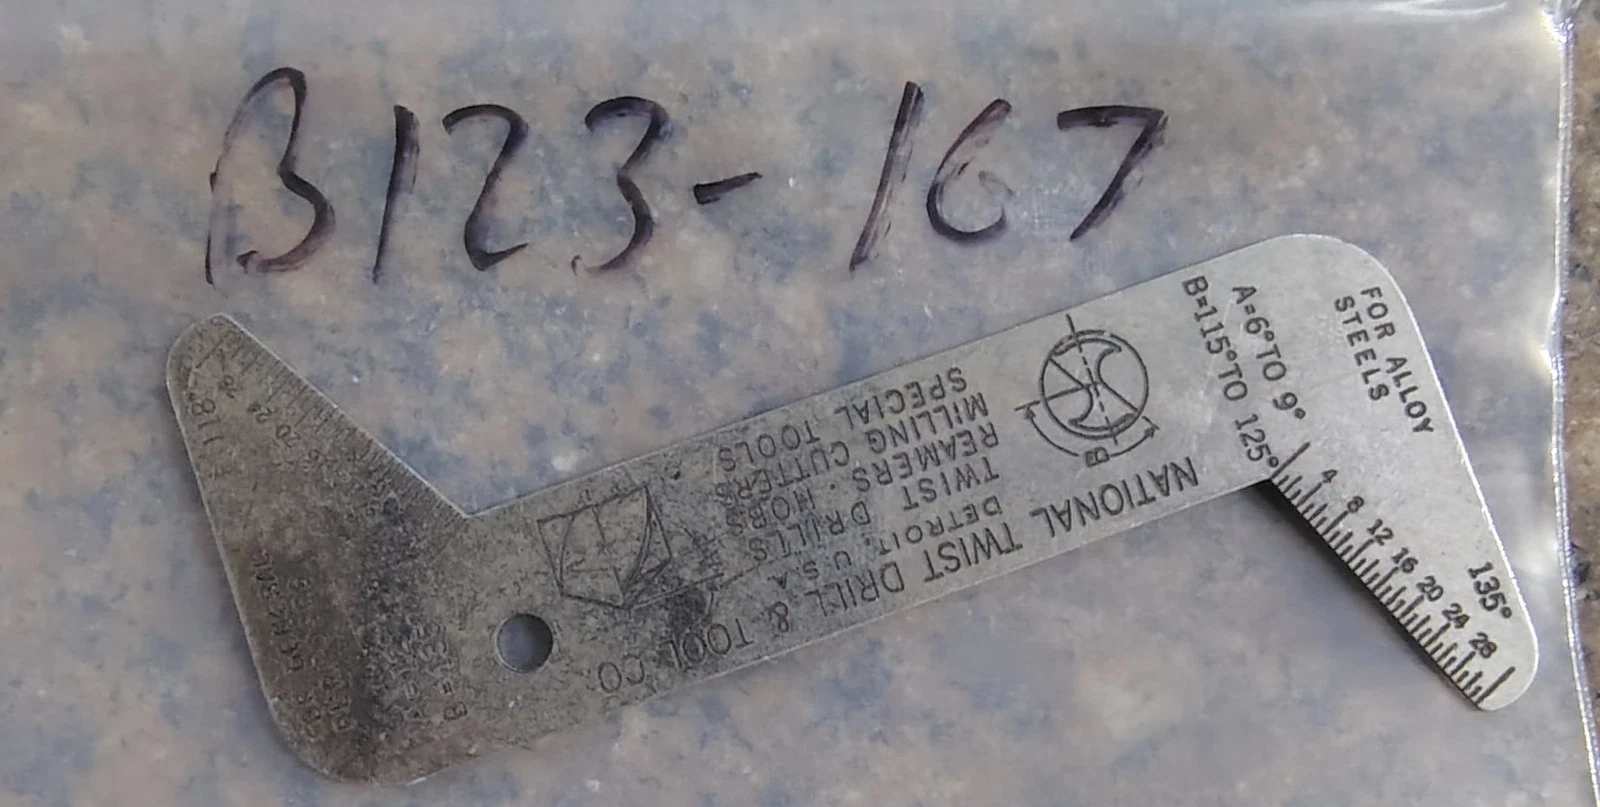 B123-167
FOR ALLOY
STEELS
A=6°TO 9°
B=115°TO 125°
4 8 12 16 20 24 28
135°
B
NATIONAL TWIST DRILL & TOOL CO.
DETROIT, U.S.A.
TWIST DRILLS
REAMERS · HOBS
MILLING CUTTERS
SPECIAL TOOLS
118°